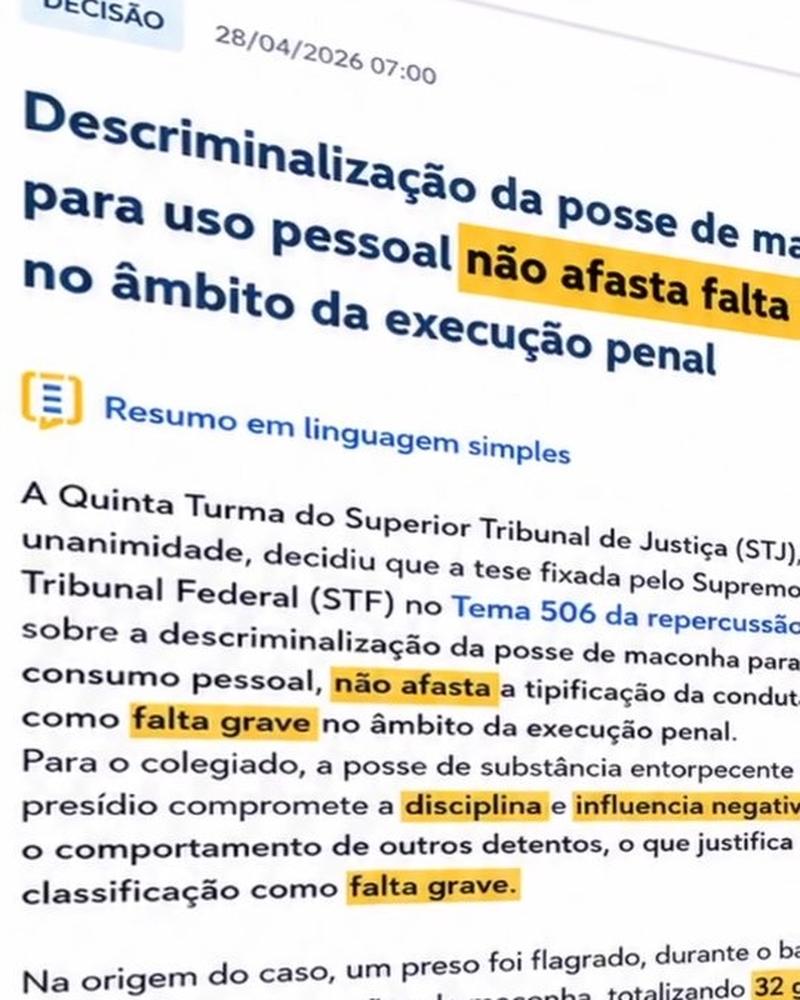 DECISÃO
28/04/2026 07:00
Descriminalização da posse de
para uso pessoal não afasta falta
no âmbito da execução penal
Resumo em linguagem simples
A Quinta Turma do Superior Tribunal de Justiça (STJ),
unanimidade, decidiu que a tese fixada pelo Supremo
Tribunal Federal (STF) no Tema 506 da repercussão
sobre a descriminalização da posse de maconha para
consumo pessoal, não afasta a tipificação da
como falta grave no âmbito da execução penal.
Para o colegiado, a posse de substância entorpecente
presídio compromete a disciplina e influencia
o comportamento de outros detentos, o que justifica
classificação como falta grave.
Na origem do caso, um preso foi flagrado, durante o
maconha, totalizando 32